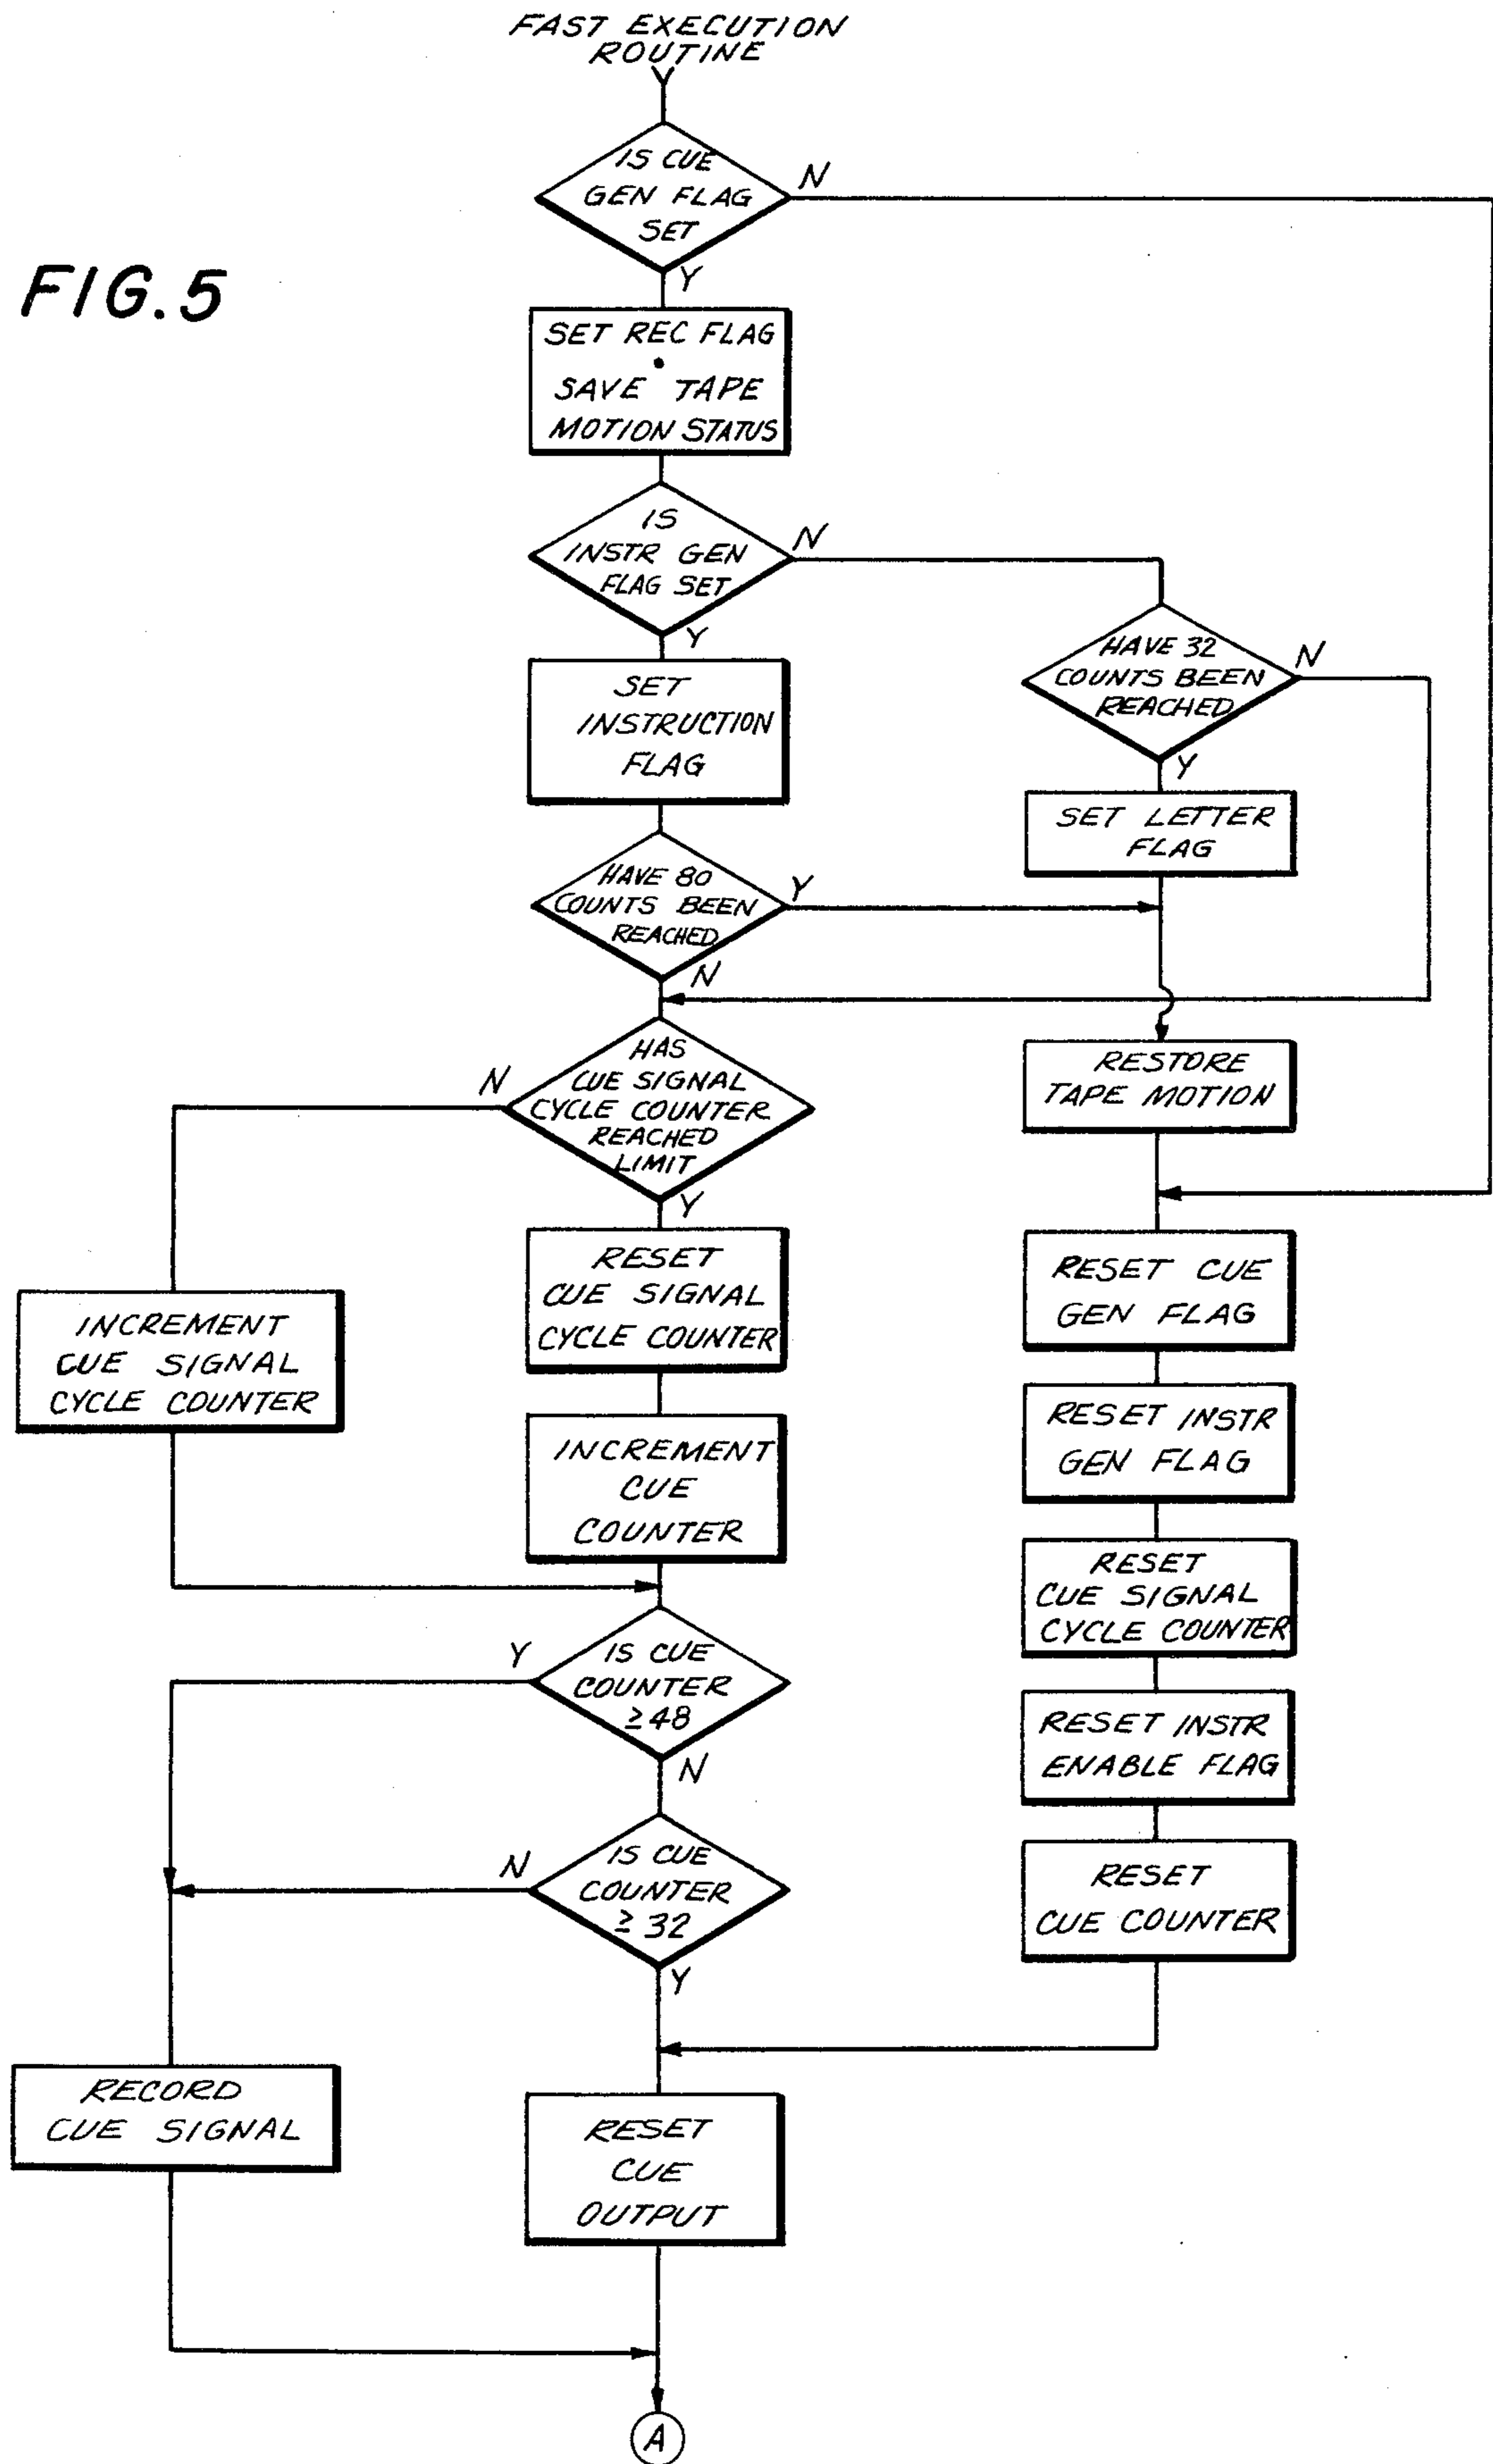 FAST EXECUTION
ROUTINE
IS CUE
GEN FLAG
SET
N
Y
FIG. 5
SET REC FLAG
•
SAVE TAPE
MOTION STATUS
IS
INSTR GEN
FLAG SET
N
Y
HAVE 32
COUNTS BEEN
REACHED
N
Y
SET
INSTRUCTION
FLAG
SET LETTER
FLAG
HAVE 80
COUNTS BEEN
REACHED
Y
N
HAS
CUE SIGNAL
CYCLE COUNTER
REACHED
LIMIT
N
Y
RESTORE
TAPE MOTION
RESET
CUE SIGNAL
CYCLE COUNTER
RESET CUE
GEN FLAG
INCREMENT
CUE SIGNAL
CYCLE COUNTER
INCREMENT
CUE
COUNTER
RESET INSTR
GEN FLAG
RESET
CUE SIGNAL
CYCLE COUNTER
IS CUE
COUNTER
≥48
Y
N
RESET INSTR
ENABLE FLAG
IS CUE
COUNTER
≥ 32
N
Y
RESET
CUE COUNTER
RECORD
CUE SIGNAL
RESET
CUE
OUTPUT
A